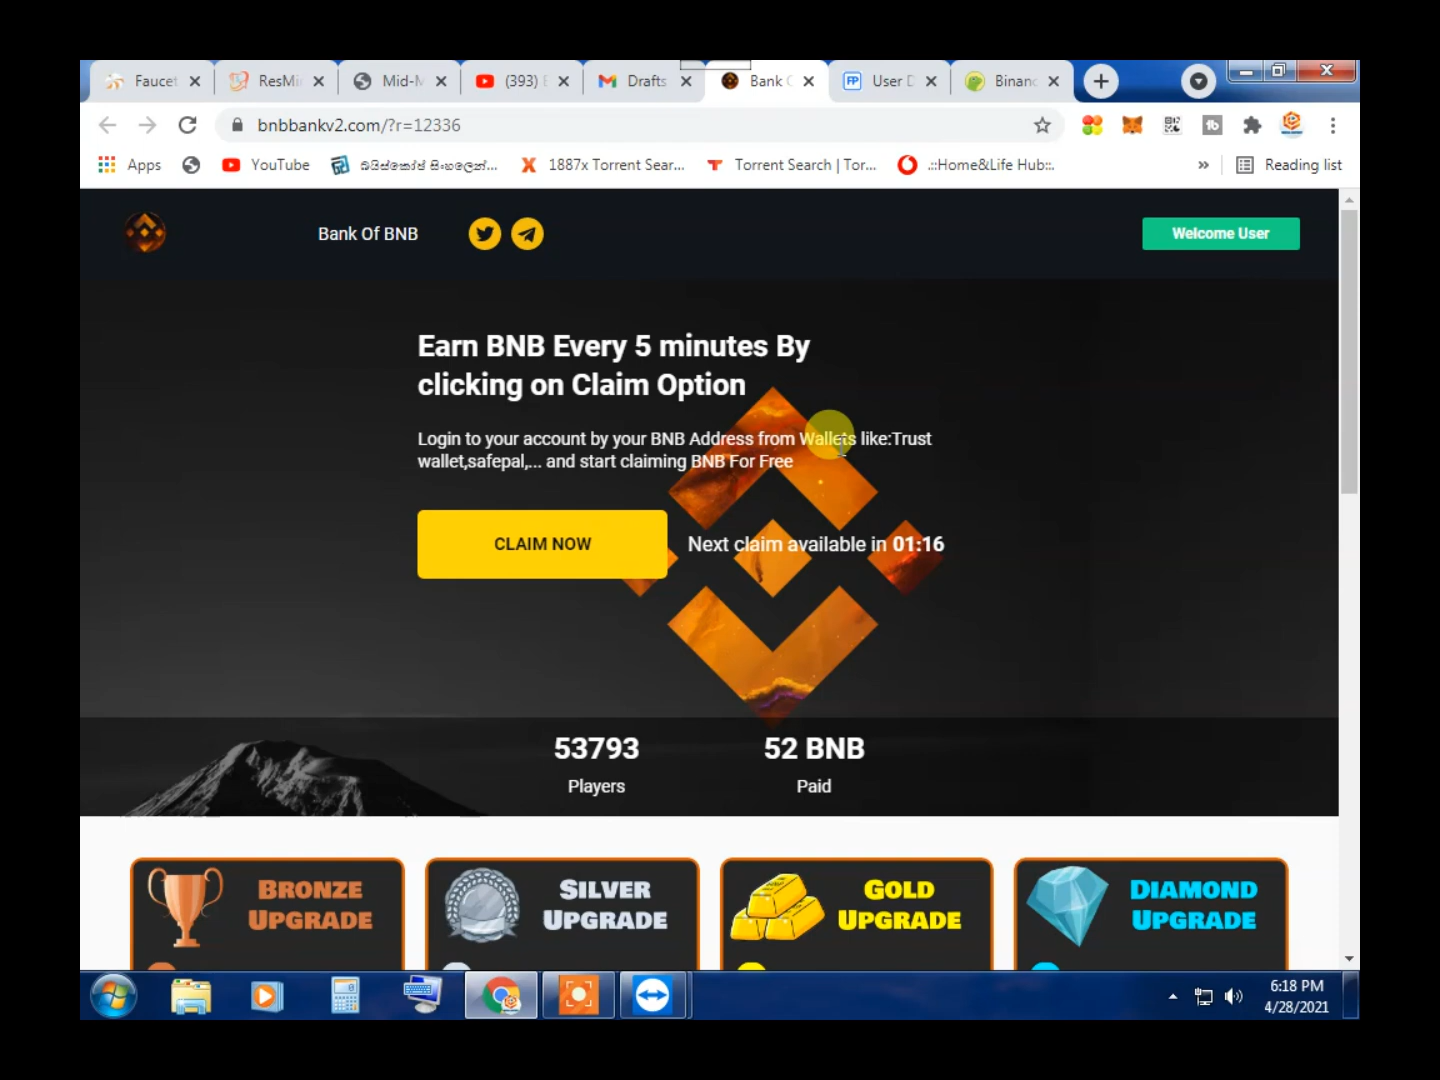 Faucet
ResMi
Mid-M
(393) E
Drafts
Bank
User D
Binanc
bnbbankv2.com/?r=12336
Apps
YouTube
බයිස්කෝප් සිංහලෙන්...
1887x Torrent Sear...
Torrent Search | Tor...
.::Home&Life Hub::.
»
Reading list
Bank Of BNB
Welcome User
Earn BNB Every 5 minutes By
clicking on Claim Option
Login to your account by your BNB Address from Wallets like:Trust
wallet,safepal,... and start claiming BNB For Free
CLAIM NOW
Next claim available in 01:16
53793
Players
52 BNB
Paid
BRONZE
UPGRADE
SILVER
UPGRADE
GOLD
UPGRADE
DIAMOND
UPGRADE
6:18 PM
4/28/2021